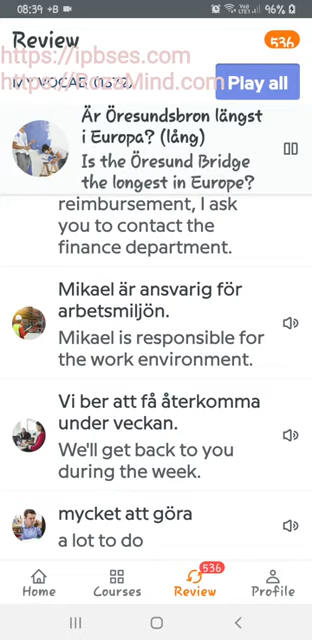 08:39 +B
96%
Review
536
https://ipbses.com
MY VOCAB (1572)
https://RosaMind.com
Play all
Är Öresundsbron längst
i Europa? (lång)
Is the Öresund Bridge
the longest in Europe?
reimbursement, I ask
you to contact the
finance department.
Mikael är ansvarig för
arbetsmiljön.
Mikael is responsible for
the work environment.
Vi ber att få återkomma
under veckan.
We'll get back to you
during the week.
mycket att göra
a lot to do
536
Home Courses Review Profile